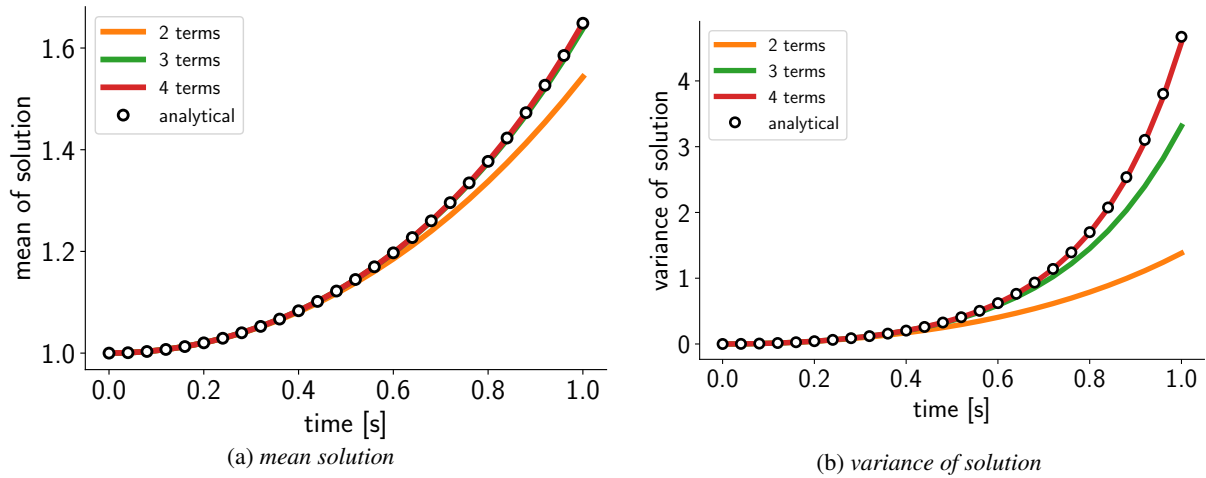 2 terms
3 terms
4 terms
analytical
mean of solution
1.6
1.4
1.2
1.0
0.0 0.2 0.4 0.6 0.8 1.0
time [s]
(a) mean solution
2 terms
3 terms
4 terms
analytical
variance of solution
4
3
2
1
0
0.0 0.2 0.4 0.6 0.8 1.0
time [s]
(b) variance of solution